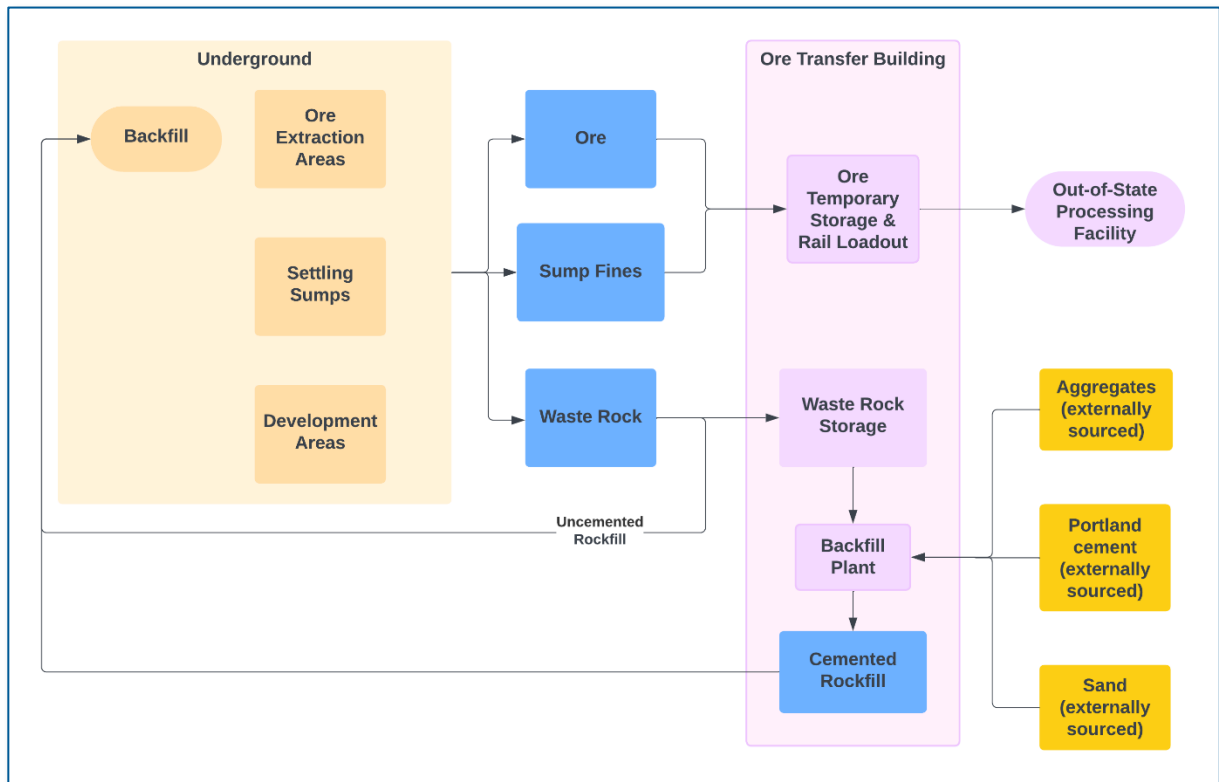 Underground
Ore Transfer Building
Backfill
Ore
Extraction
Areas
Settling
Sumps
Development
Areas
Ore
Sump Fines
Waste Rock
Uncemented
Rockfill
Ore
Temporary
Storage &
Rail Loadout
Out-of-State
Processing
Facility
Waste Rock
Storage
Backfill
Plant
Cemented
Rockfill
Aggregates
(externally
sourced)
Portland
cement
(externally
sourced)
Sand
(externally
sourced)